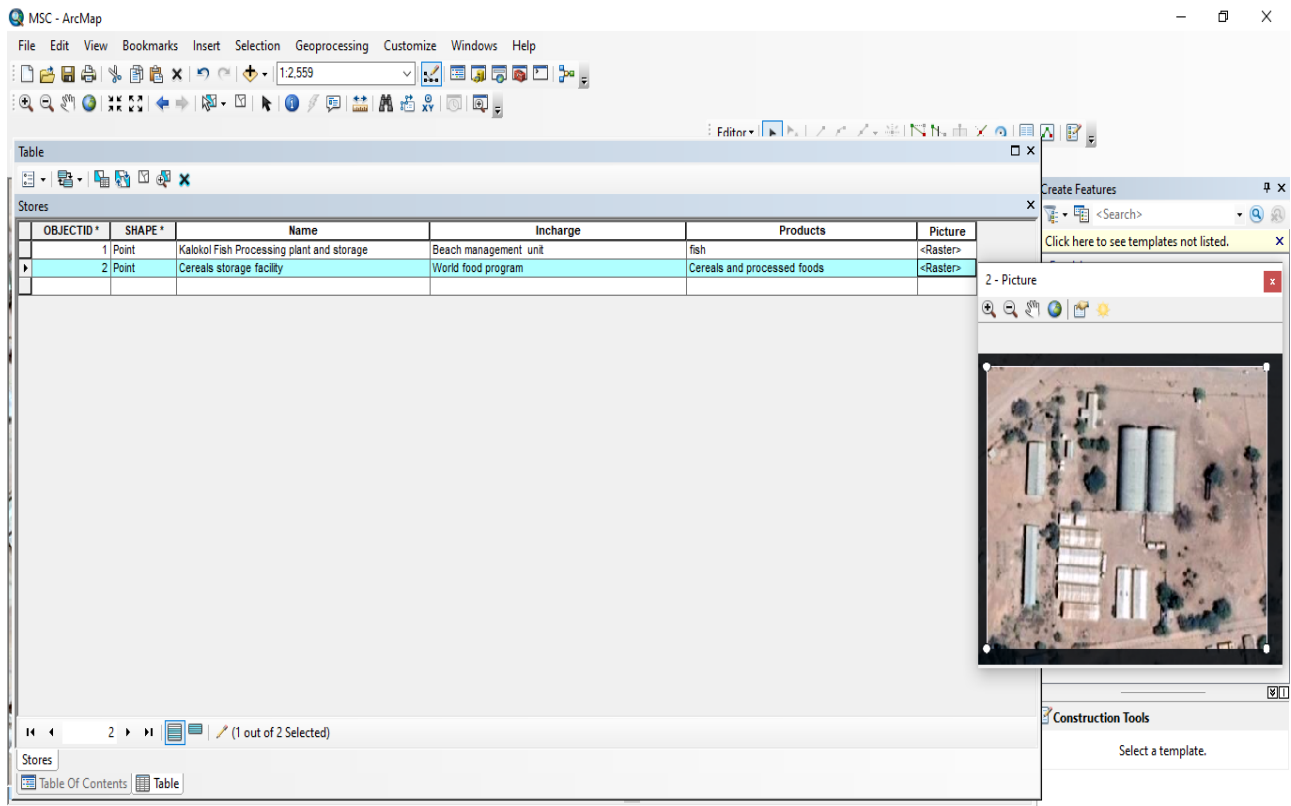 MSC - ArcMap
File Edit View Bookmarks Insert Selection Geoprocessing Customize Windows Help
1:2,559
Editor
Table
Stores
OBJECTID * SHAPE * Name Incharge Products Picture
1 Point Kalokol Fish Processing plant and storage Beach management unit fish <Raster>
2 Point Cereals storage facility World food program Cereals and processed foods <Raster>
Create Features
<Search>
Click here to see templates not listed.
2 - Picture
2 (1 out of 2 Selected)
Stores
Table Of Contents Table
Construction Tools
Select a template.